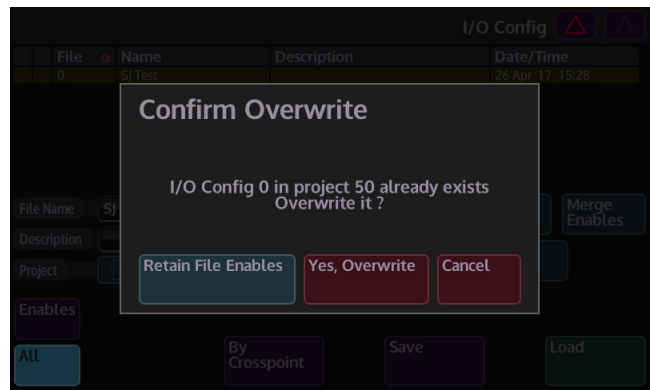 I/O Config
File Name Description Date/Time
0 SJ Test 26 Apr '17 15:28
Confirm Overwrite
I/O Config 0 in project 50 already exists
Overwrite it ?
File Name SJ
Merge
Enables
Description
Retain File Enables Yes, Overwrite Cancel
Project
Enables
All
By
Crosspoint
Save
Load